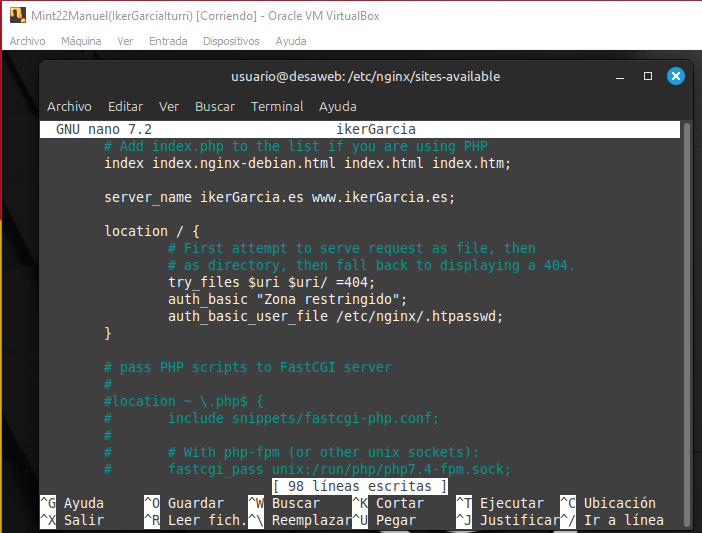 Mint22Manuel(IkerGarciaIturri) [Corriendo] - Oracle VM VirtualBox
Archivo Máquina Ver Entrada Dispositivos Ayuda
usuario@desaweb: /etc/nginx/sites-available
Archivo Editar Ver Buscar Terminal Ayuda
GNU nano 7.2 ikerGarcia
# Add index.php to the list if you are using PHP
index index.nginx-debian.html index.html index.htm;
server_name ikerGarcia.es www.ikerGarcia.es;
location / {
# First attempt to serve request as file, then
# as directory, then fall back to displaying a 404.
try_files $uri $uri/ =404;
auth_basic "Zona restringido";
auth_basic_user_file /etc/nginx/.htpasswd;
}
# pass PHP scripts to FastCGI server
#
#location ~ \.php$ {
# include snippets/fastcgi-php.conf;
#
# # With php-fpm (or other unix sockets):
# fastcgi_pass unix:/run/php/php7.4-fpm.sock;
[ 98 líneas escritas ]
^G Ayuda ^O Guardar ^W Buscar ^K Cortar ^T Ejecutar ^C Ubicación
^X Salir ^R Leer fich. ^\ Reemplazar ^U Pegar ^J Justificar ^/ Ir a línea